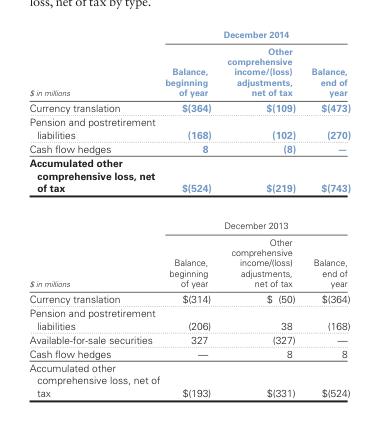 loss, net of tax by type.
December 2014
Other
comprehensive
Balance, income/(loss) Balance,
beginning adjustments, end of
$ in millions of year net of tax year
Currency translation $(364) $(109) $(473)
Pension and postretirement
liabilities (168) (102) (270)
Cash flow hedges 8 (8) —
Accumulated other
comprehensive loss, net
of tax $(524) $(219) $(743)
December 2013
Other
comprehensive
Balance, income/(loss) Balance,
beginning adjustments, end of
$ in millions of year net of tax year
Currency translation $(314) $ (50) $(364)
Pension and postretirement
liabilities (206) 38 (168)
Available-for-sale securities 327 (327) —
Cash flow hedges — 8 8
Accumulated other
comprehensive loss, net of
tax $(193) $(331) $(524)